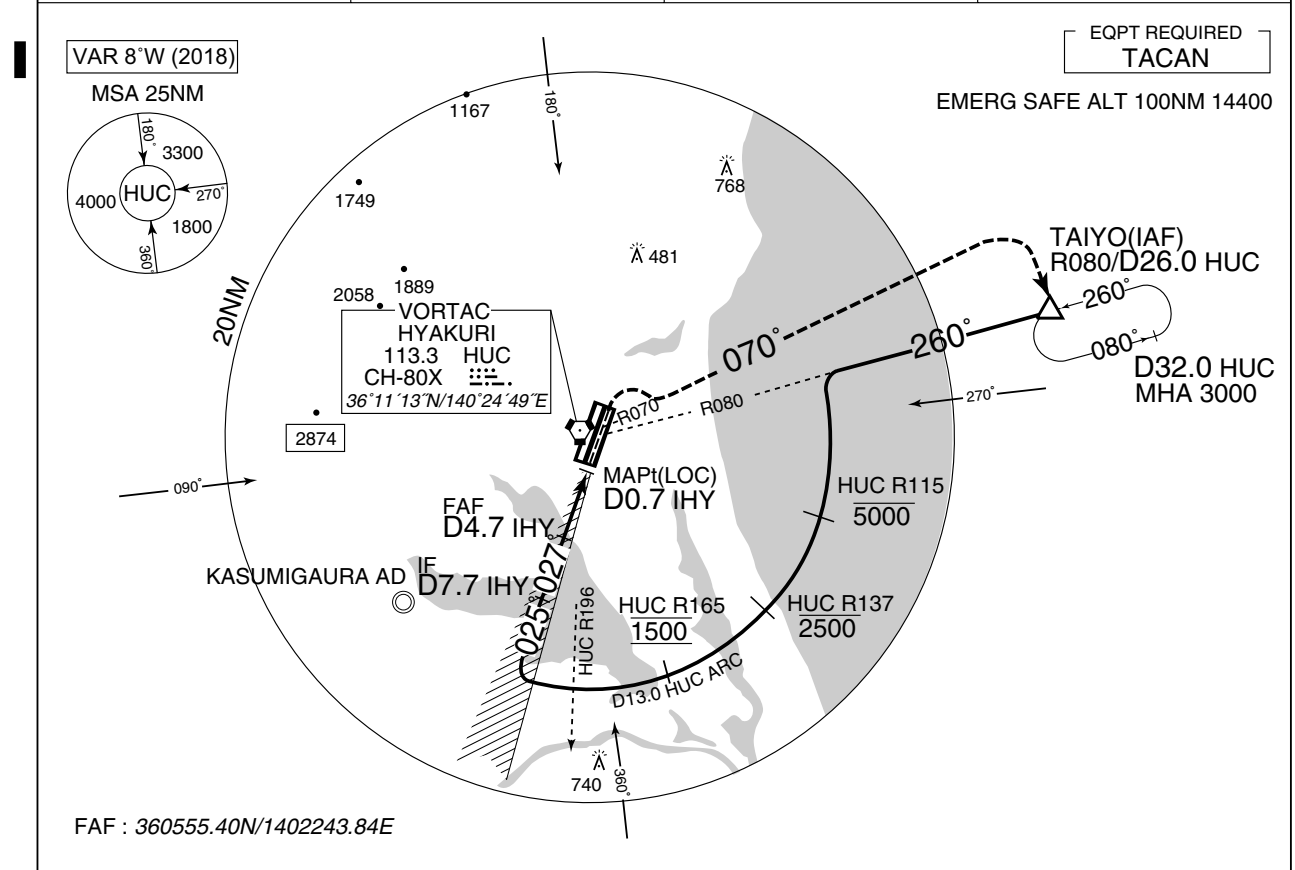 VAR 8°W (2018)
MSA 25NM
180°
3300
4000
HUC
270°
1800
360°
EQPT REQUIRED
TACAN
EMERG SAFE ALT 100NM 14400
1167
180°
1749
768
481
1889
2058
20NM
VORTAC
HYAKURI
113.3 HUC
CH-80X
36°11´13˝N/140°24´49˝E
2874
TAIYO(IAF)
R080/D26.0 HUC
260°
080°
D32.0 HUC
MHA 3000
070°
260°
R070
R080
270°
090°
MAPt(LOC)
D0.7 IHY
FAF
D4.7 IHY
HUC R115
5000
KASUMIGAURA AD
IF
D7.7 IHY
025°-027°
HUC R196
HUC R165
1500
HUC R137
2500
D13.0 HUC ARC
740
360°
FAF : 360555.40N/1402243.84E